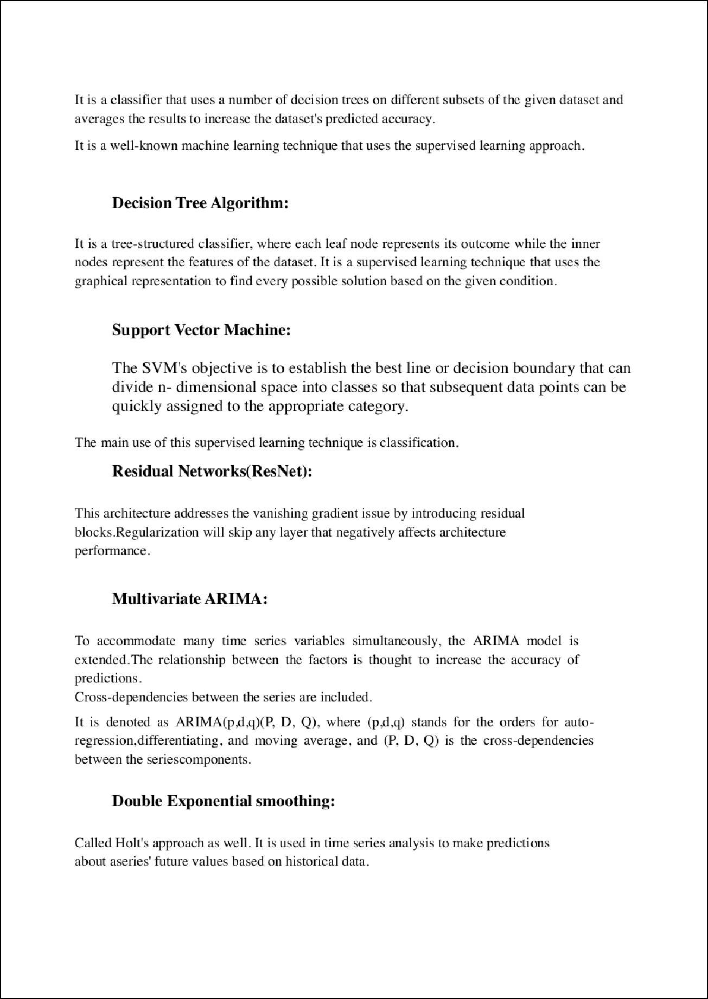 It is a classifier that uses a number of decision trees on different subsets of the given dataset and
averages the results to increase the dataset's predicted accuracy.
It is a well-known machine learning technique that uses the supervised learning approach.
Decision Tree Algorithm:
It is a tree-structured classifier, where each leaf node represents its outcome while the inner
nodes represent the features of the dataset. It is a supervised learning technique that uses the
graphical representation to find every possible solution based on the given condition.
Support Vector Machine:
The SVM's objective is to establish the best line or decision boundary that can
divide n- dimensional space into classes so that subsequent data points can be
quickly assigned to the appropriate category.
The main use of this supervised learning technique is classification.
Residual Networks(ResNet):
This architecture addresses the vanishing gradient issue by introducing residual
blocks.Regularization will skip any layer that negatively affects architecture
performance.
Multivariate ARIMA:
To accommodate many time series variables simultaneously, the ARIMA model is
extended.The relationship between the factors is thought to increase the accuracy of
predictions.
Cross-dependencies between the series are included.
It is denoted as ARIMA(p,d,q)(P, D, Q), where (p,d,q) stands for the orders for auto-
regression,differentiating, and moving average, and (P, D, Q) is the cross-dependencies
between the seriescomponents.
Double Exponential smoothing:
Called Holt's approach as well. It is used in time series analysis to make predictions
about aseries' future values based on historical data.